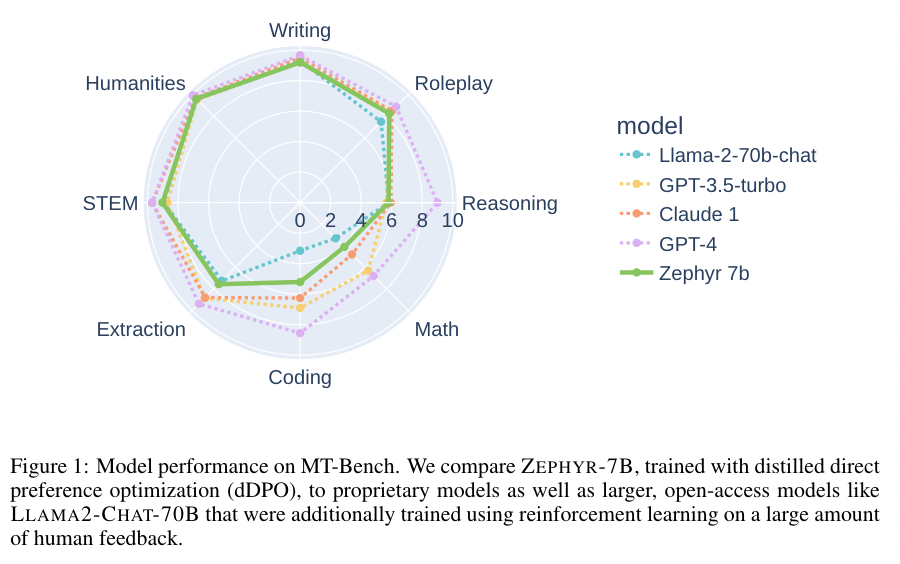 Writing
Humanities
Roleplay
STEM
0 2 4 6 8 10
Reasoning
Extraction
Math
Coding
model
Llama-2-70b-chat
GPT-3.5-turbo
Claude 1
GPT-4
Zephyr 7b
Figure 1: Model performance on MT-Bench. We compare ZEPHYR-7B, trained with distilled direct
preference optimization (dDPO), to proprietary models as well as larger, open-access models like
LLAMA2-CHAT-70B that were additionally trained using reinforcement learning on a large amount
of human feedback.